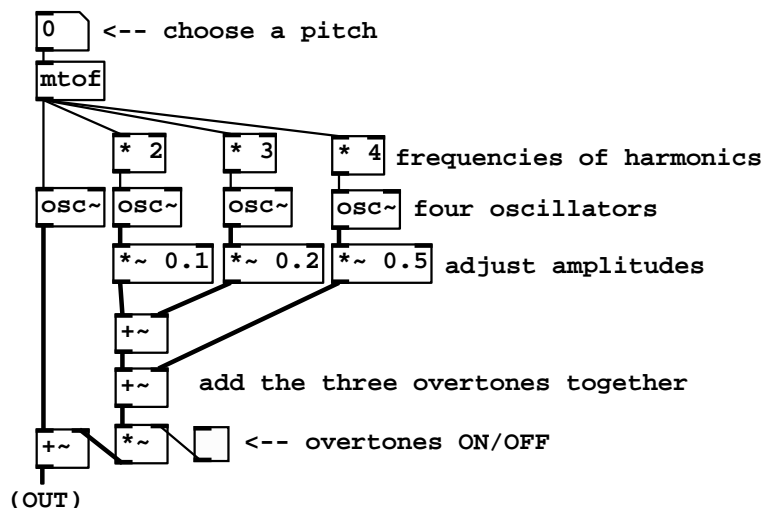 0 <-- choose a pitch
mtof
* 2 * 3 * 4 frequencies of harmonics
osc~ osc~ osc~ osc~ four oscillators
*~ 0.1 *~ 0.2 *~ 0.5 adjust amplitudes
+~
+~ add the three overtones together
+~ *~ <-- overtones ON/OFF
(OUT)